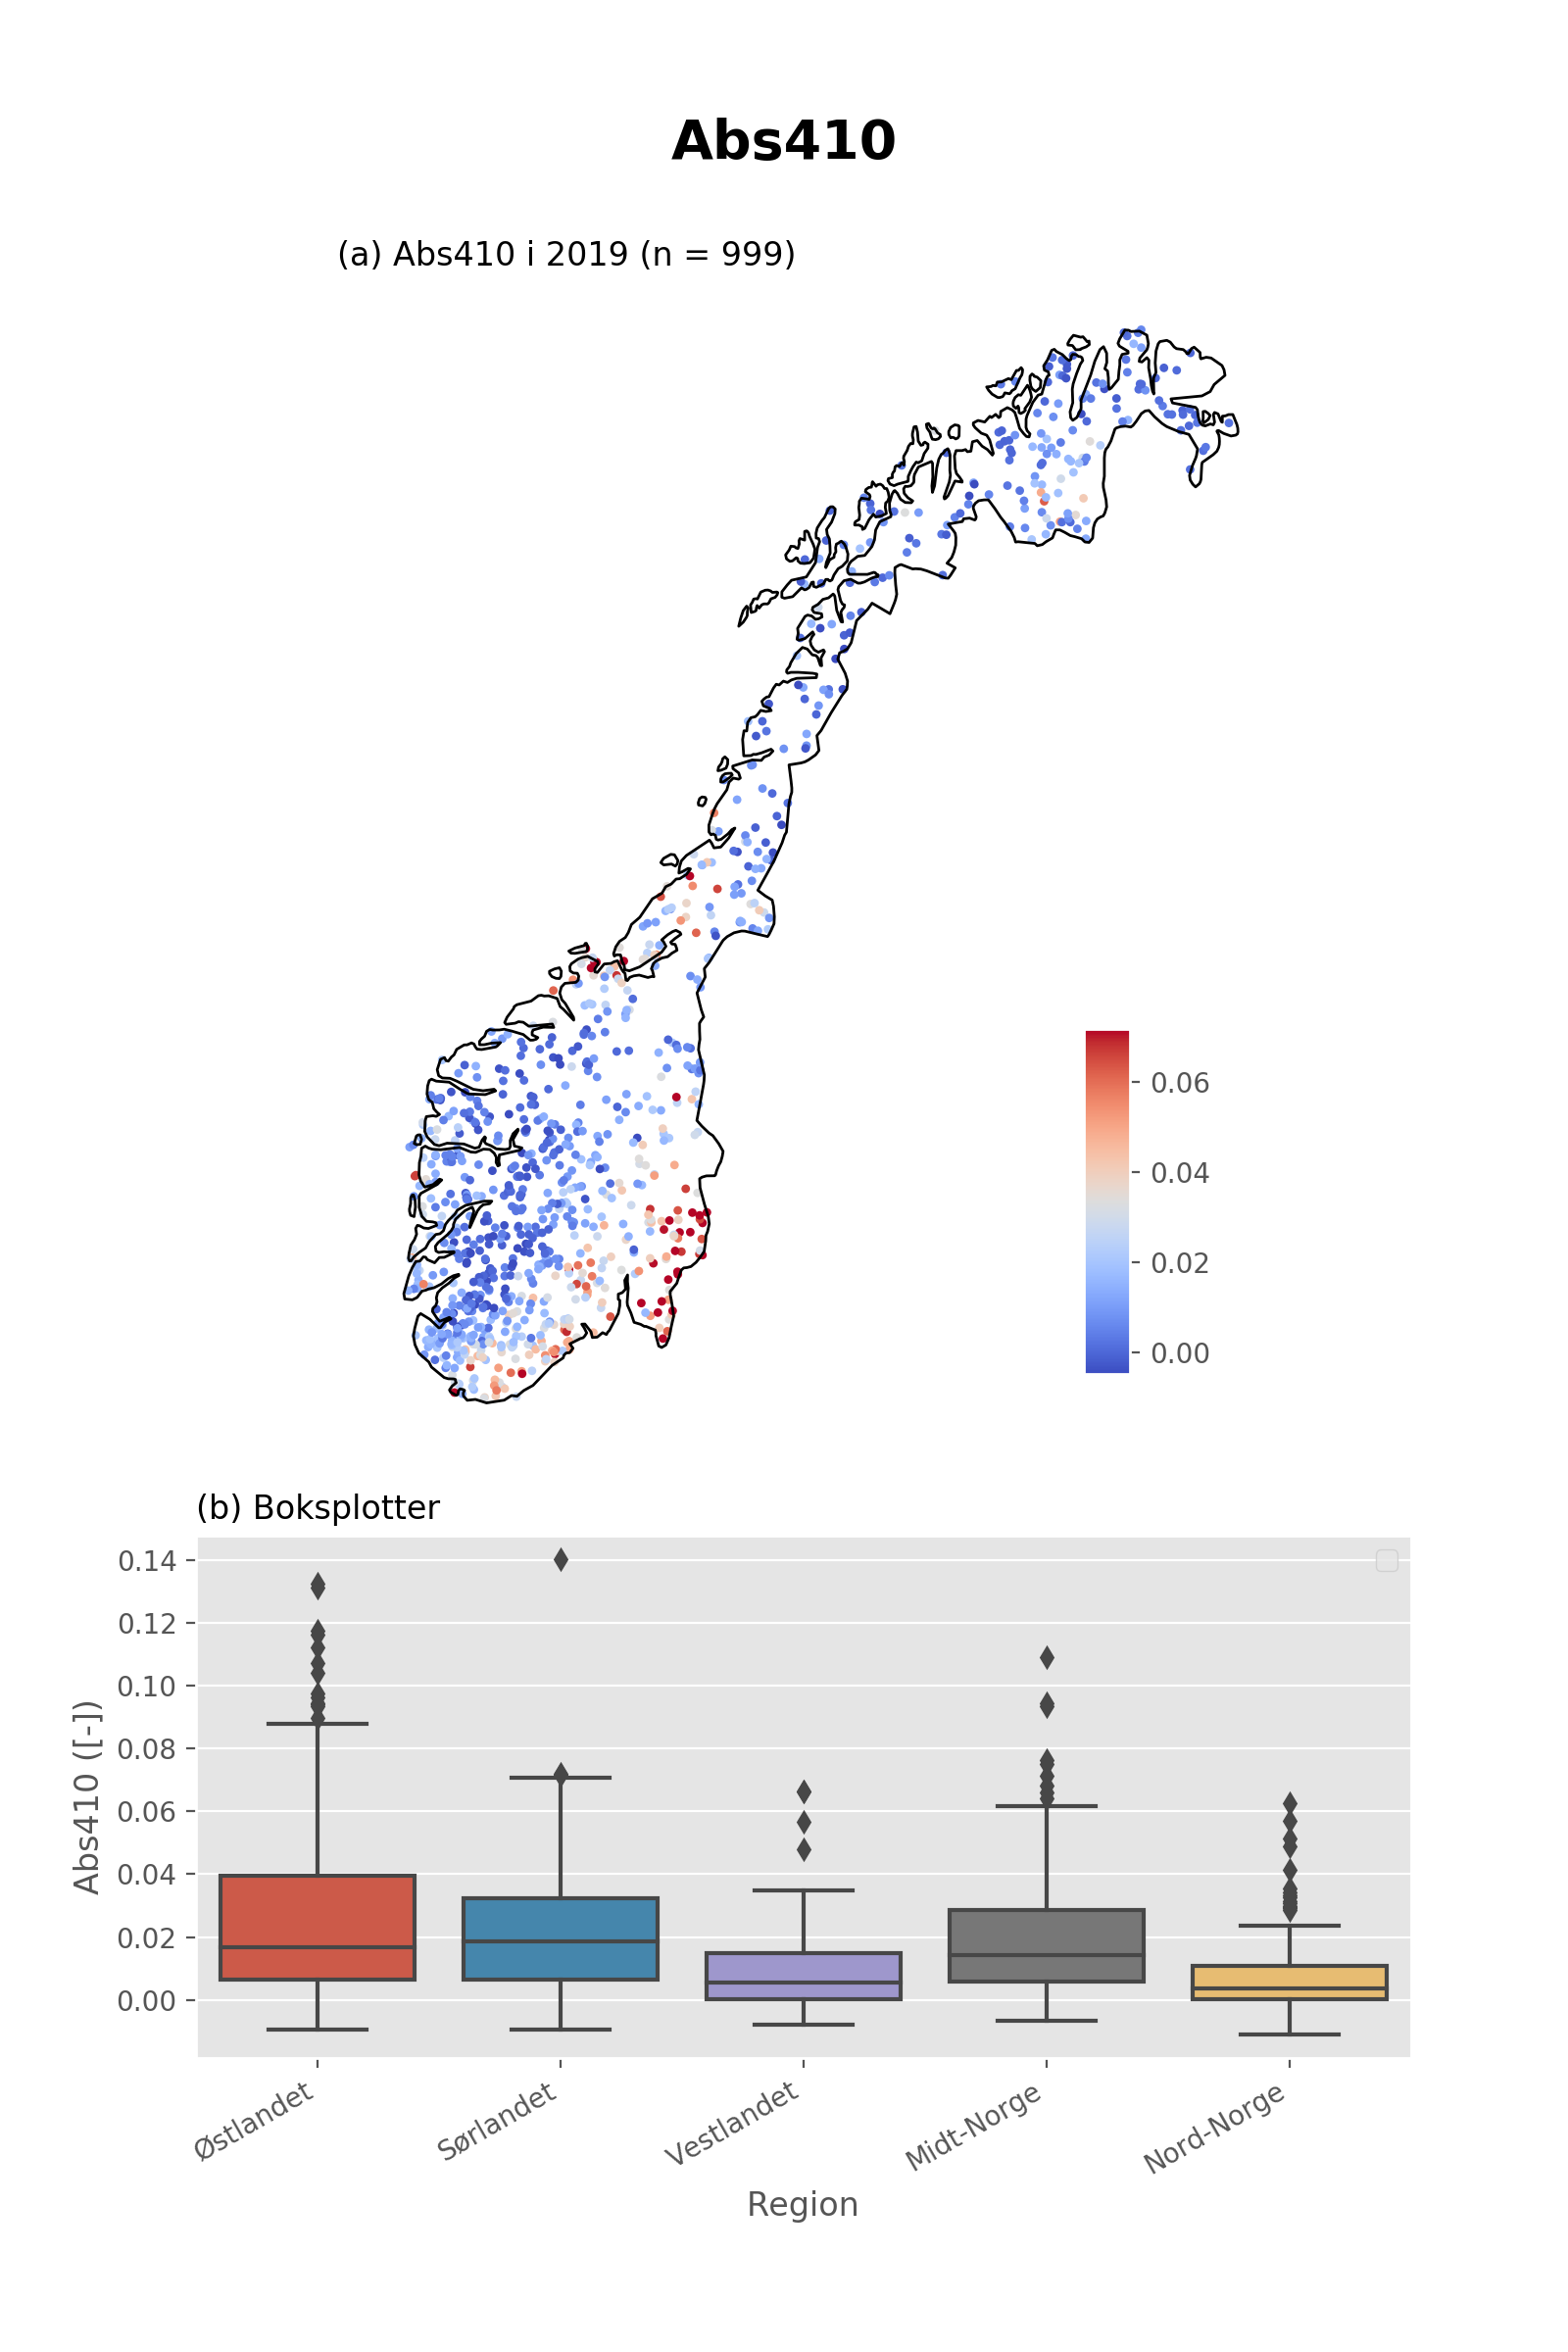 Abs410
(a) Abs410 i 2019 (n = 999)
0.06
0.04
0.02
0.00
(b) Boksplotter
0.14
0.12
0.10
0.08
0.06
0.04
0.02
0.00
Abs410 ([-])
Østlandet
Sørlandet
Vestlandet
Midt-Norge
Nord-Norge
Region